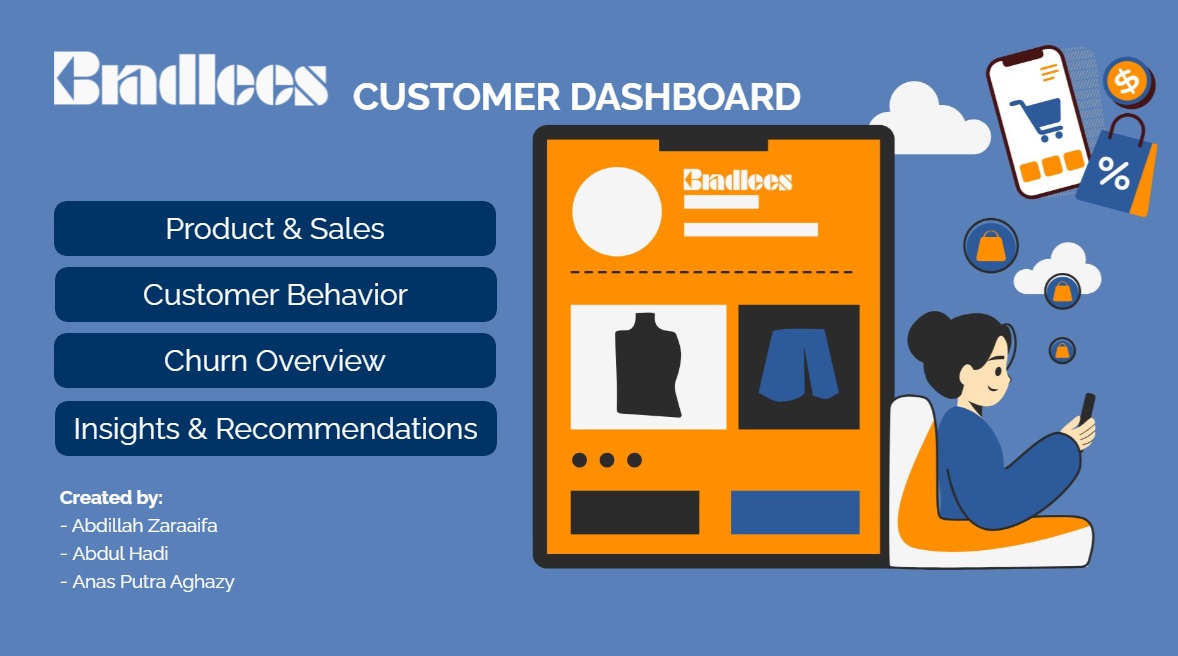 Bradlees CUSTOMER DASHBOARD
Product & Sales
Customer Behavior
Churn Overview
Insights & Recommendations
Created by:
- Abdillah Zaraaifa
- Abdul Hadi
- Anas Putra Aghazy
Bradlees
$
%